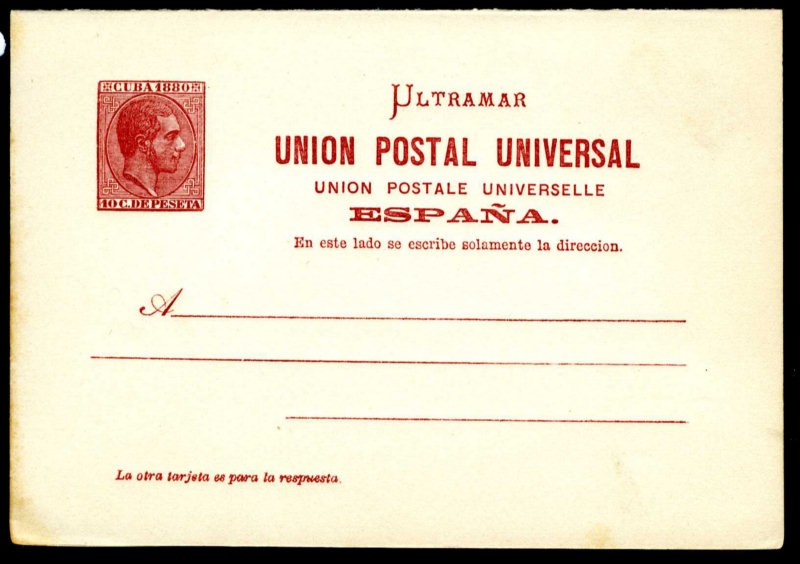 CUBA 1880
10 C. DE PESETA
ULTRAMAR
UNION POSTAL UNIVERSAL
UNION POSTALE UNIVERSELLE
ESPAÑA.
En este lado se escribe solamente la direccion.
A
La otra tarjeta es para la respuesta.